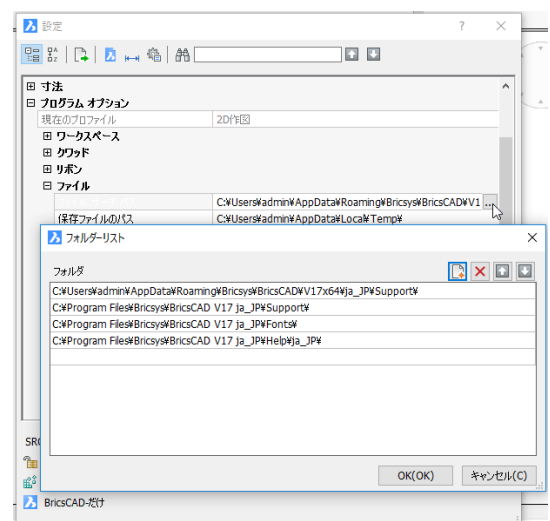 設定
寸法
プログラム オプション
現在のプロファイル 2D作図
ワークスペース
クワッド
リボン
ファイル
C:¥Users¥admin¥AppData¥Roaming¥Bricsys¥BricsCAD¥V1 ...
保存ファイルのパス C:¥Users¥admin¥AppData¥Local¥Temp¥
フォルダーリスト
フォルダ
C:¥Users¥admin¥AppData¥Roaming¥Bricsys¥BricsCAD¥V17x64¥ja_JP¥Support¥
C:¥Program Files¥Bricsys¥BricsCAD V17 ja_JP¥Support¥
C:¥Program Files¥Bricsys¥BricsCAD V17 ja_JP¥Fonts¥
C:¥Program Files¥Bricsys¥BricsCAD V17 ja_JP¥Help¥ja_JP¥
OK(OK) キャンセル(C)
BricsCAD-だけ